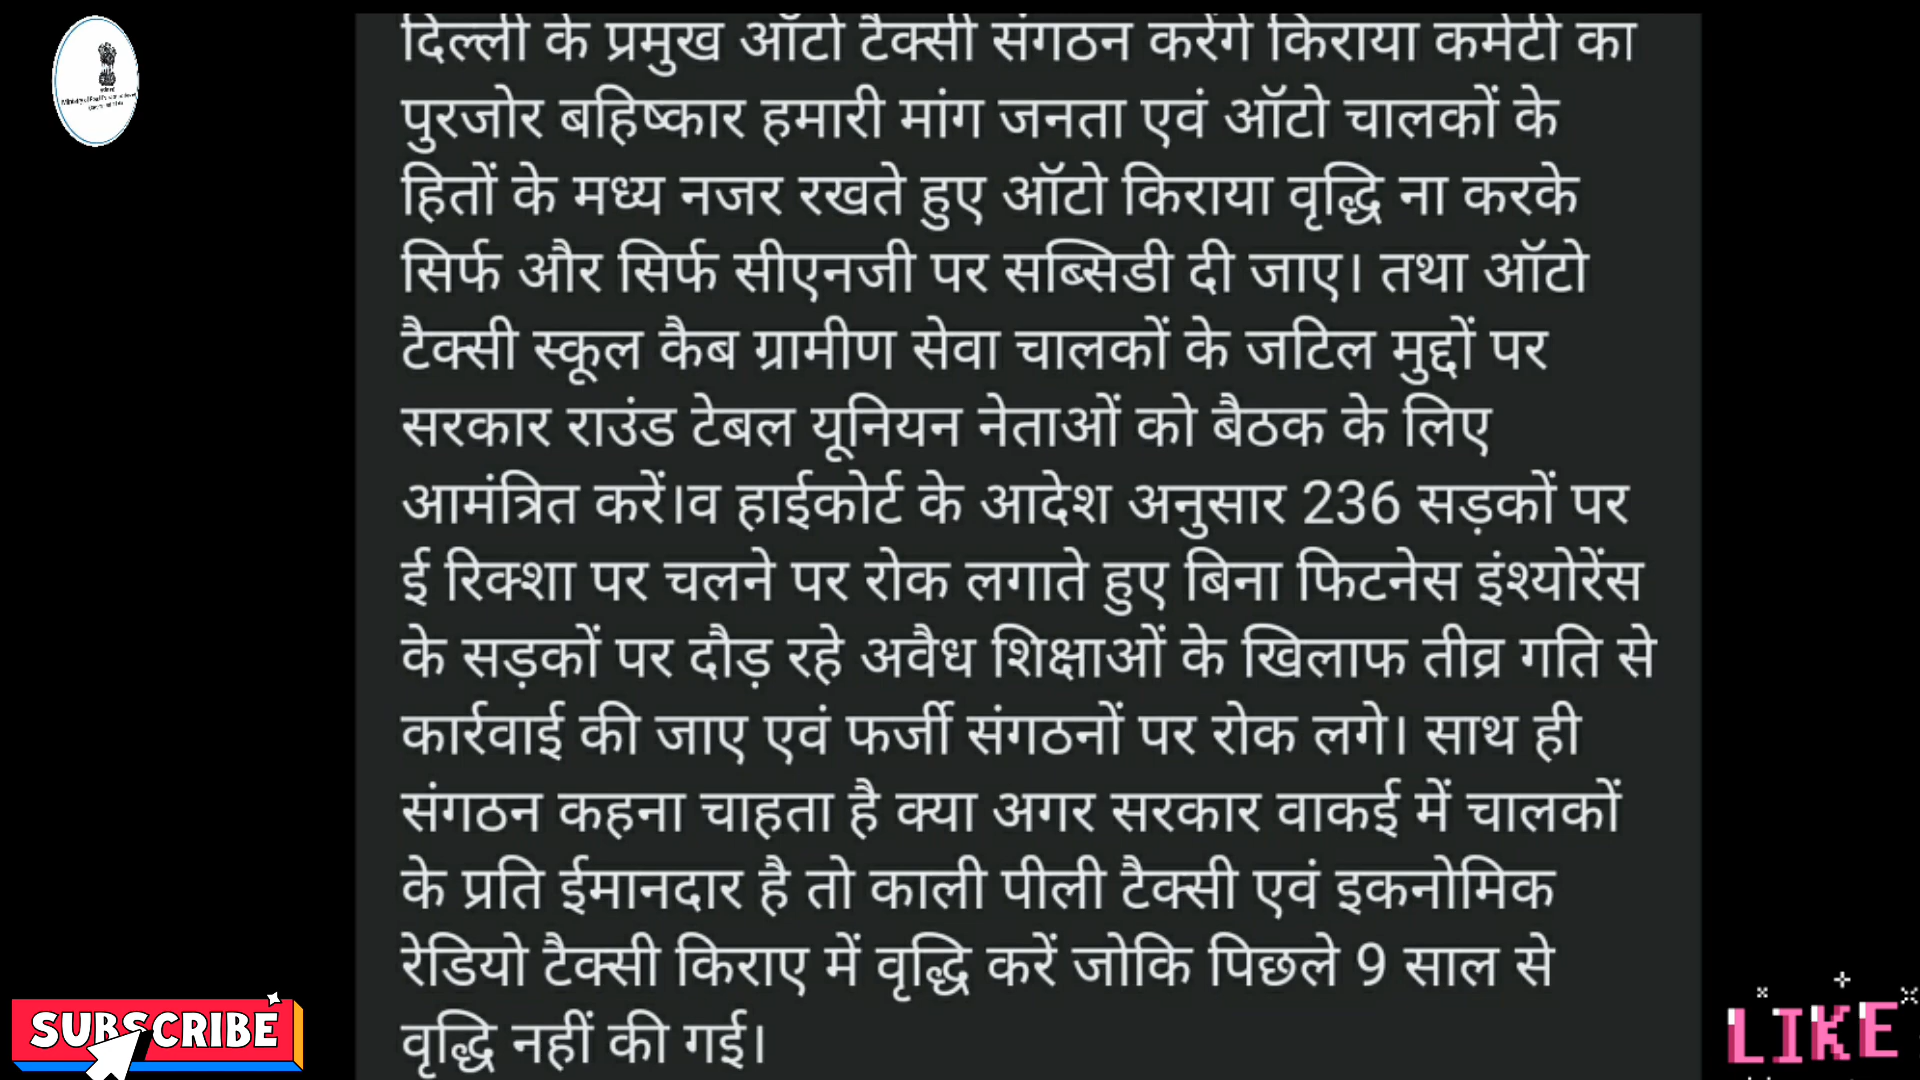 दिल्ली के प्रमुख ऑटो टैक्सी संगठन करेंगे किराया कमेटी का
पुरजोर बहिष्कार हमारी मांग जनता एवं ऑटो चालकों के
हितों के मध्य नजर रखते हुए ऑटो किराया वृद्धि ना करके
सिर्फ और सिर्फ सीएनजी पर सब्सिडी दी जाए। तथा ऑटो
टैक्सी स्कूल कैब ग्रामीण सेवा चालकों के जटिल मुद्दों पर
सरकार राउंड टेबल यूनियन नेताओं को बैठक के लिए
आमंत्रित करें।व हाईकोर्ट के आदेश अनुसार 236 सड़कों पर
ई रिक्शा पर चलने पर रोक लगाते हुए बिना फिटनेस इंश्योरेंस
के सड़कों पर दौड़ रहे अवैध शिक्षाओं के खिलाफ तीव्र गति से
कार्रवाई की जाए एवं फर्जी संगठनों पर रोक लगे। साथ ही
संगठन कहना चाहता है क्या अगर सरकार वाकई में चालकों
के प्रति ईमानदार है तो काली पीली टैक्सी एवं इकनोमिक
रेडियो टैक्सी किराए में वृद्धि करें जोकि पिछले 9 साल से
वृद्धि नहीं की गई।
SUBSCRIBE
LIKE